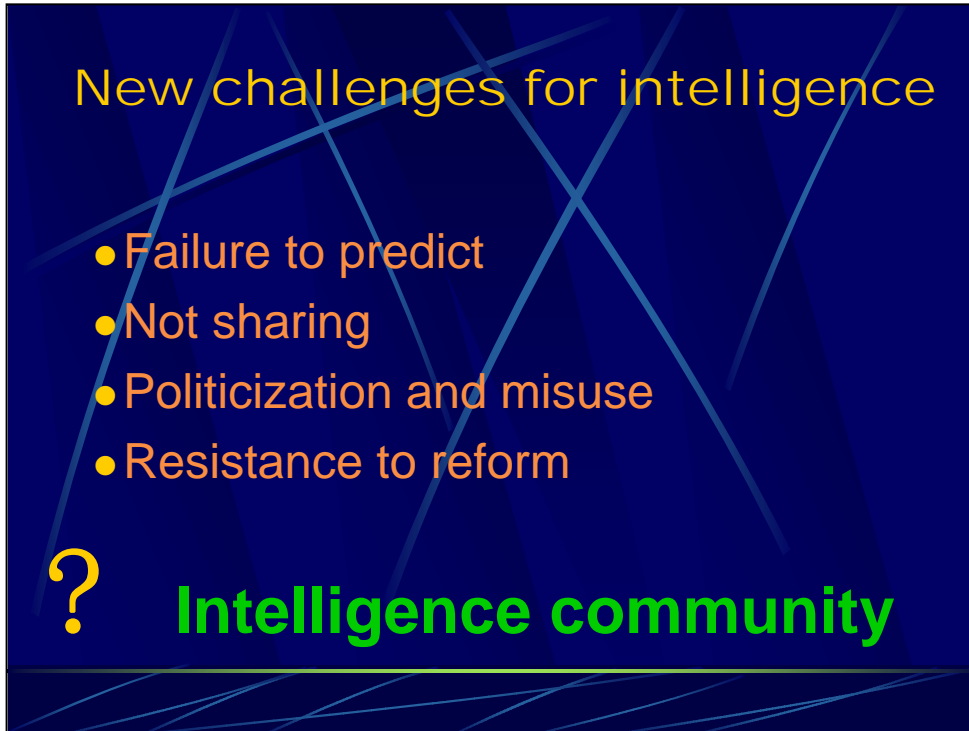 New challenges for intelligence
● Failure to predict
● Not sharing
● Politicization and misuse
● Resistance to reform
? Intelligence community